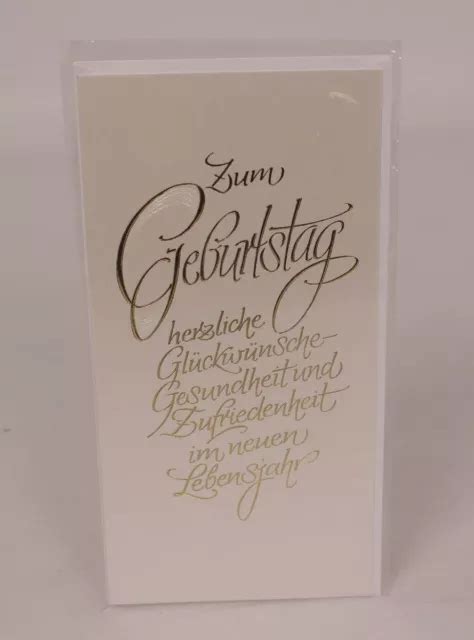 Zum
Geburtstag
herzliche
Glückwünsche-
Gesundheit und
Zufriedenheit
im neuen
Lebensjahr